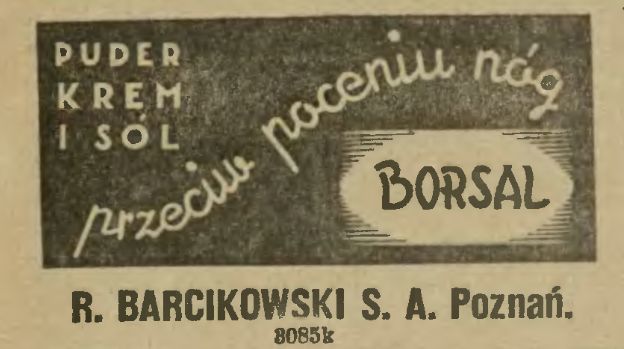 PUDER
KREM
I SÓL
przeciw poceniu nóg
BORSAL
R. BARCIKOWSKI S. A. Poznań.
8085k